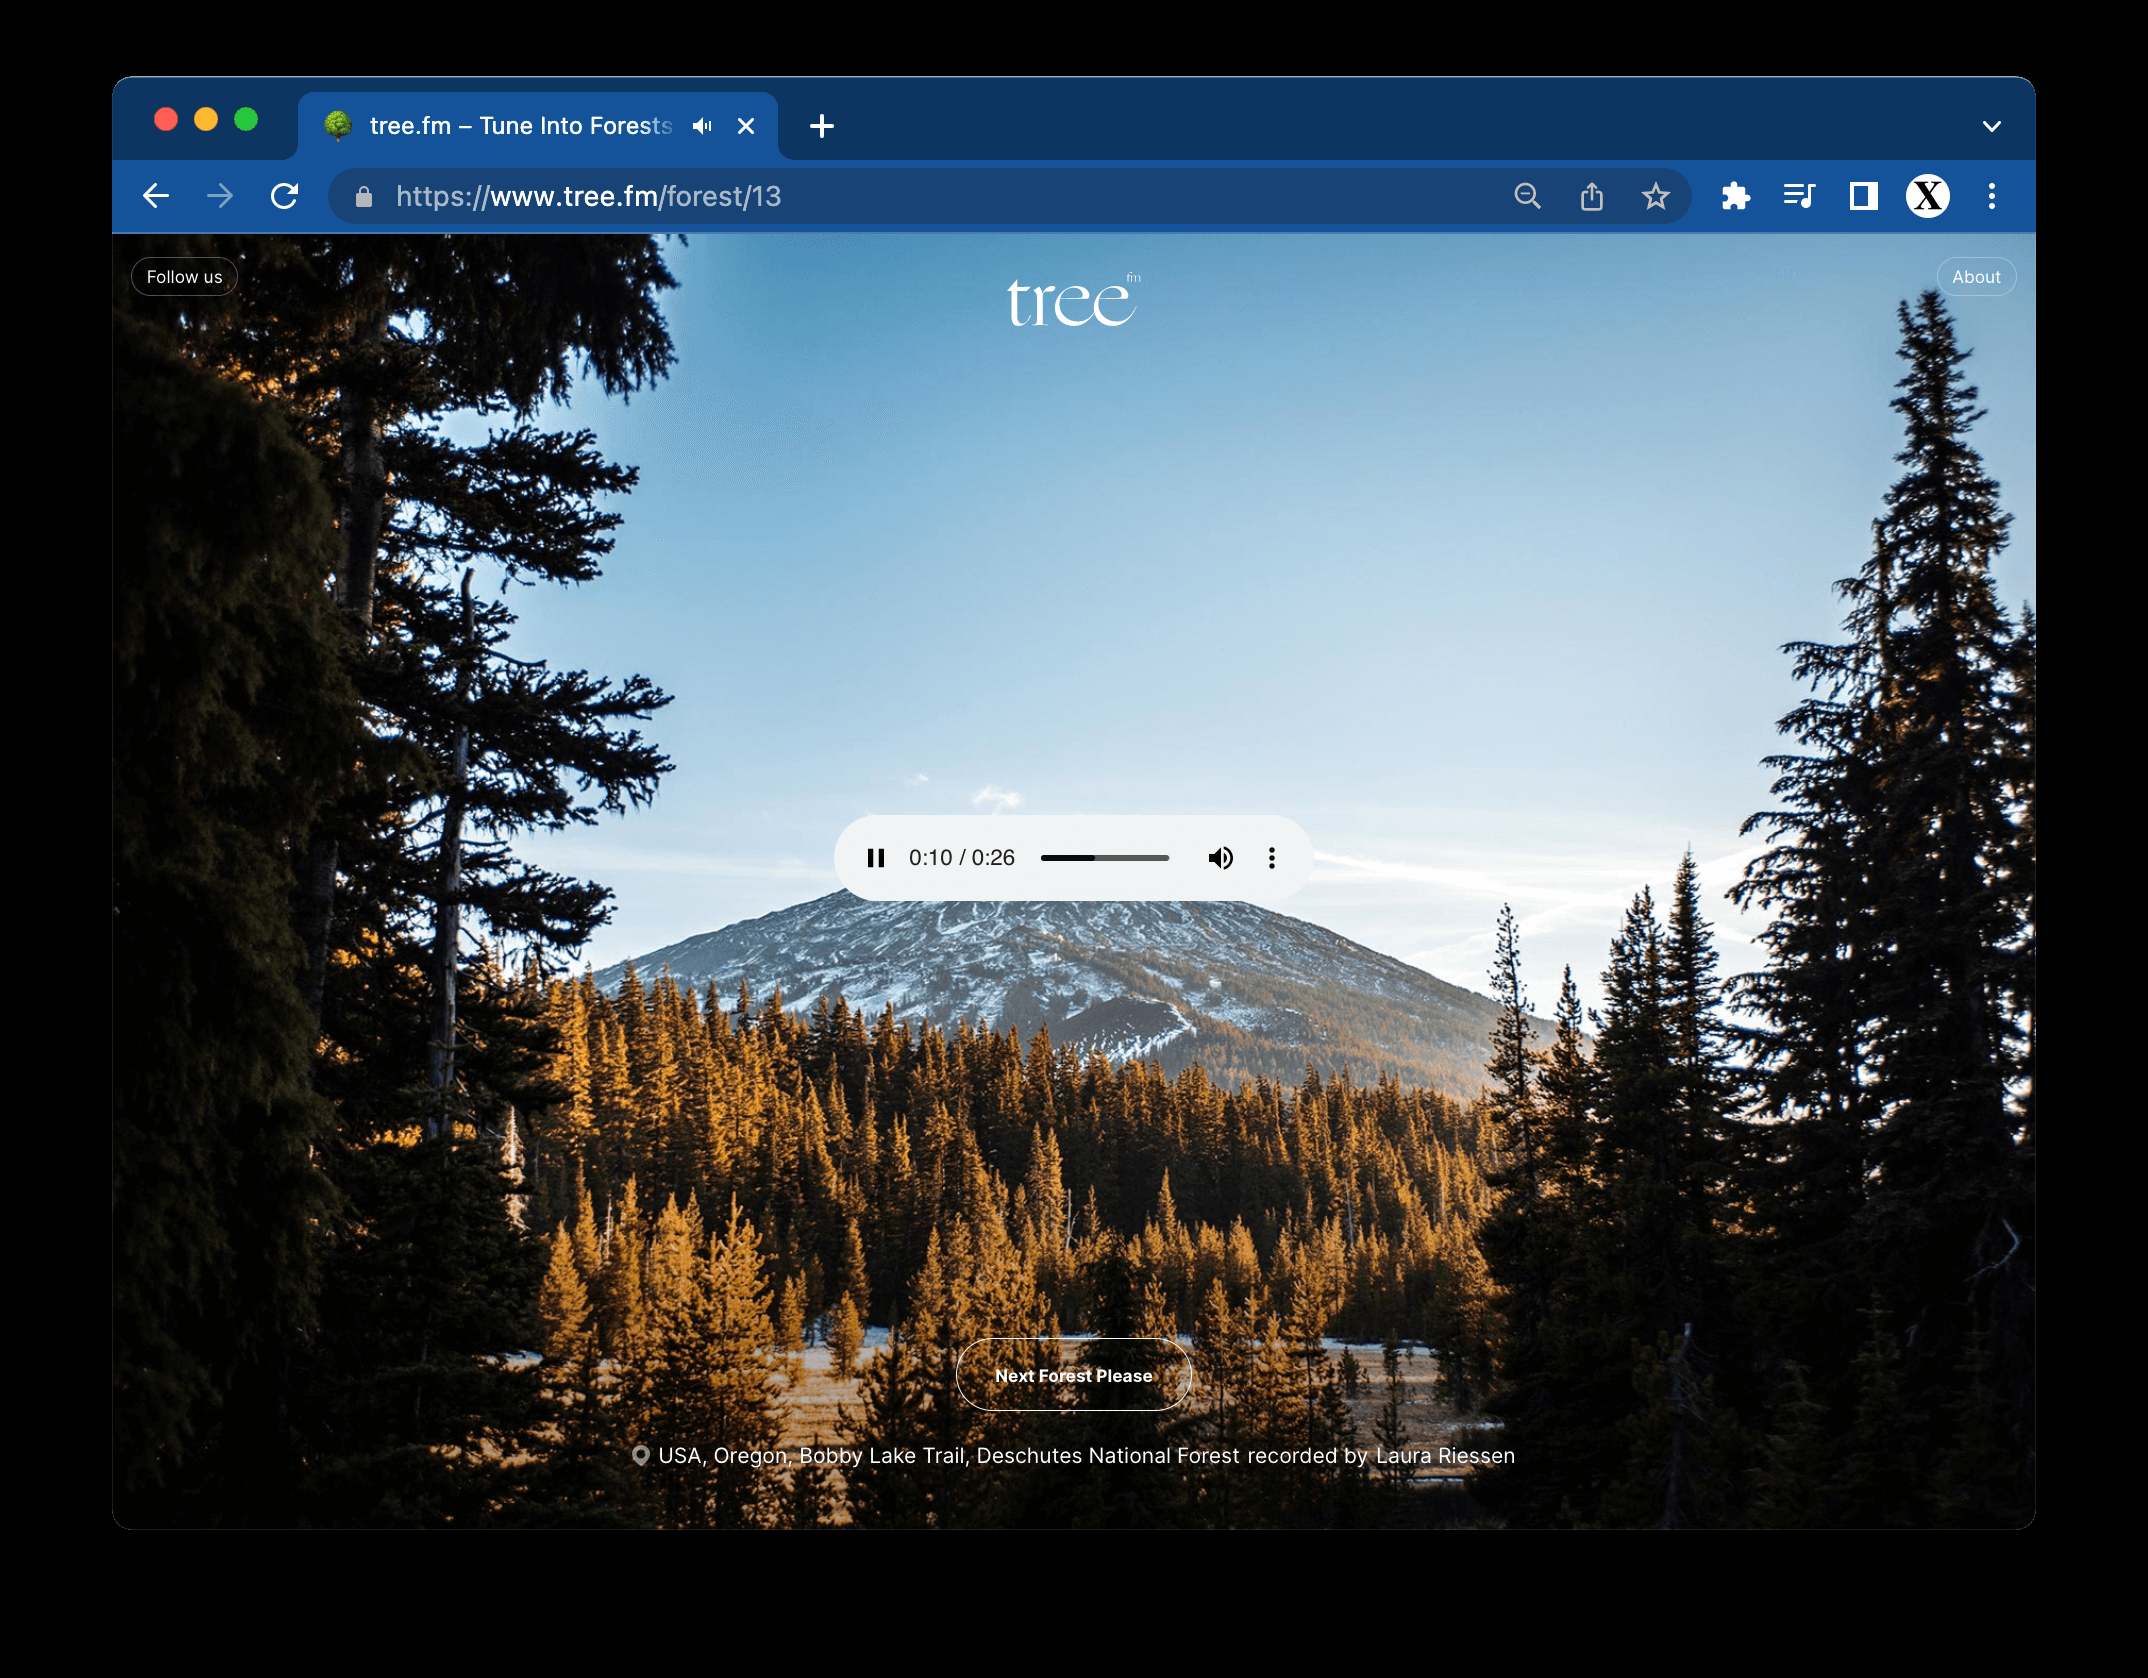 tree.fm – Tune Into Forests
https://www.tree.fm/forest/13
X
Follow us
tree fm
About
0:10 / 0:26
Next Forest Please
USA, Oregon, Bobby Lake Trail, Deschutes National Forest recorded by Laura Riessen